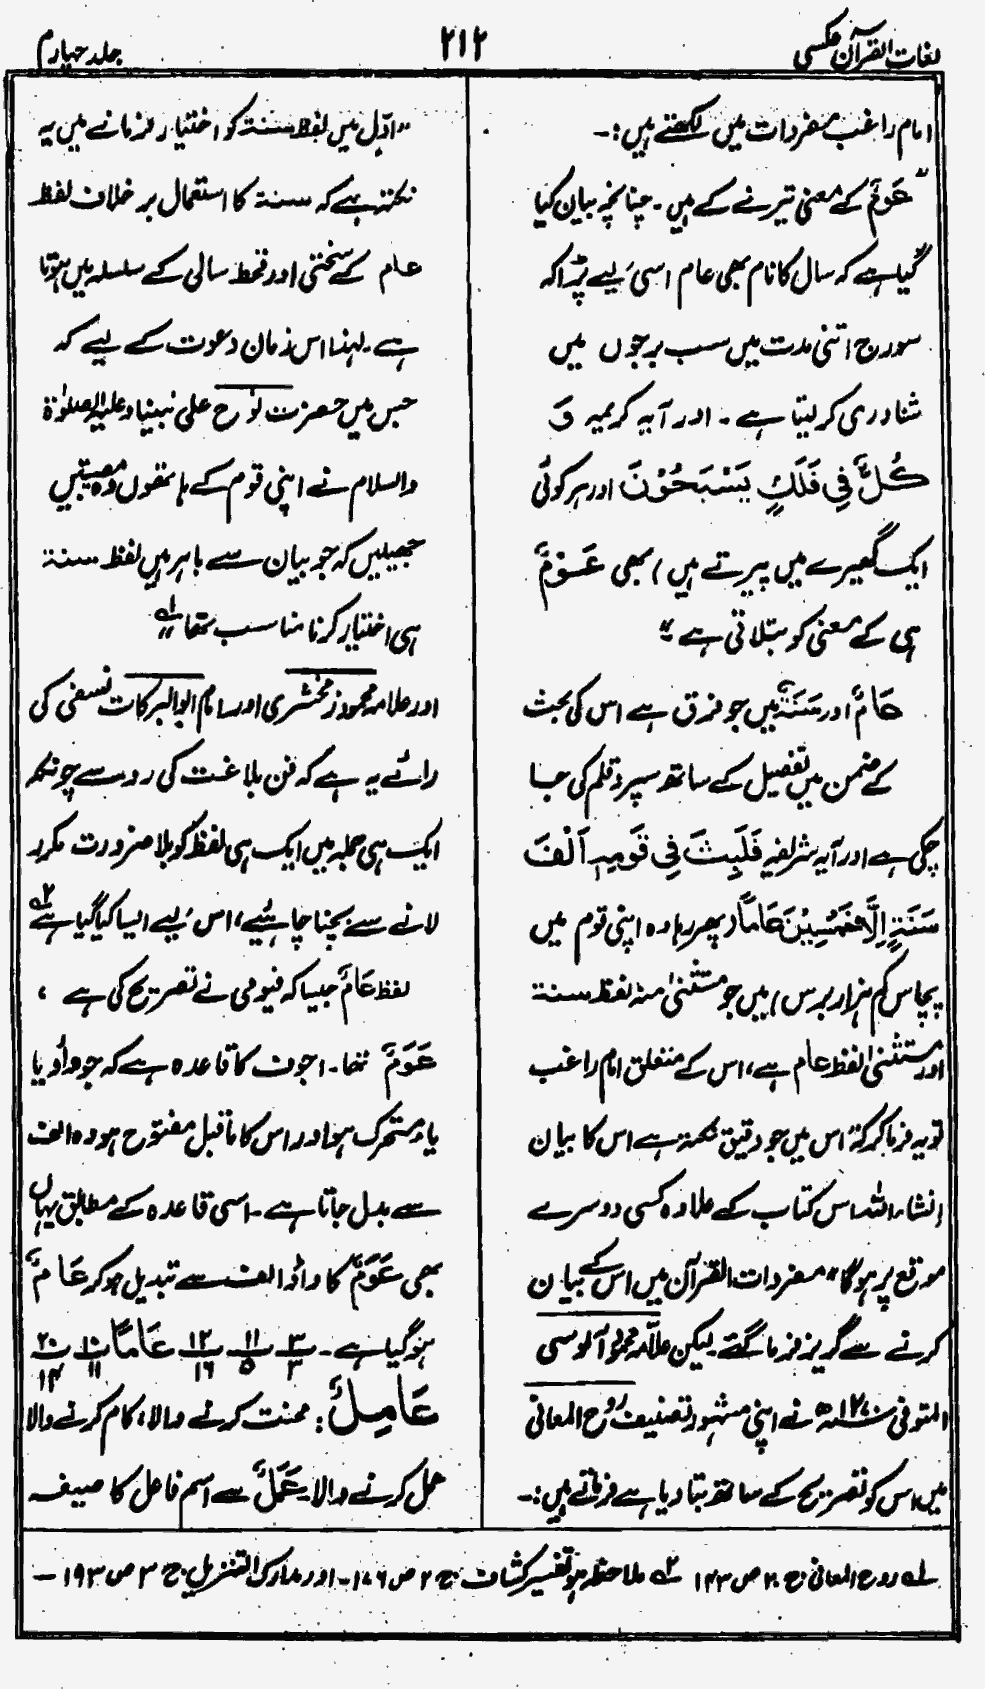 لغات القرآن عکسی
۲۱۲
جلد چہارم
امام راغب مفردات میں لکھتے ہیں :۔
"عَوْمٌ کے معنی تیرنے کے ہیں ۔ چنانچہ بیان کیا
گیا ہے کہ سال کا نام بھی عام اسی لیے پڑا کہ
سورج اتنی مدت میں سب برجوں میں
شناوری کر لیتا ہے ۔ اور آیہ کریمہ وَ
كُلٌّ فِي فَلَكٍ يَسْبَحُوْنَ اور ہر کوئی
ایک گھیرے میں پیرتے ہیں) بھی عَوْمٌ
ہی کے معنی کو بتلاتی ہے ؎"
عَامٌ اور سَنَةٌ میں جو فرق ہے اس کی بحث
کے ضمن میں تفصیل کے ساتھ سپرد قلم کی جا
چکی ہے اور آیہ شریفہ فَلَبِثَ فِي قَوْمِهٖ اَلْفَ
سَنَةٍ اِلَّا خَمْسِيْنَ عَامًا (پھر رہا وہ اپنی قوم میں
پچاس کم ہزار برس) میں جو مستثنیٰ منہ لفظ سنۃ
اور مستثنیٰ لفظ عام ہے، اس کے متعلق امام راغب
تو یہ فرما کر کہ اس میں جو دقیق نکتہ ہے اس کا بیان
انشاء اللہ اس کتاب کے علاوہ کسی دوسرے
موقع پر ہوگا" مفردات القرآن میں اس کے بیان
کرنے سے گریز فرما گئے ۔ لیکن علامہ محمود آلوسی
المتوفی ۱۲۷۰ھ نے اپنی مشہور تصنیف روح المعانی
میں اس کو تصریح کے ساتھ بتا دیا ہے فرماتے ہیں :۔
"اوّل میں لفظ سنۃ کو اختیار فرمانے میں یہ
نکتہ ہے کہ سنۃ کا استعمال بر خلاف لفظ
عام کے سختی اور قحط سالی کے سلسلہ میں ہوتا
ہے ۔ لہٰذا اس زمان دعوت کے لیے کہ
جس میں حضرت نوح علی نبینا و علیہ الصلوٰۃ
والسلام نے اپنی قوم کے ہاتھوں وہ مصیبتیں
جھیلیں کہ جو بیان سے باہر ہیں لفظ سنۃ
ہی اختیار کرنا مناسب تھا ؎۱"
اور علامہ محمود زمخشری اور امام ابو البرکات نسفی کی
رائے یہ ہے کہ فن بلاغت کی رو سے چونکہ
ایک ہی جملہ میں ایک ہی لفظ کو بلا ضرورت مکرر
لانے سے بچنا چاہئیے، اس لیے ایسا کیا گیا ہے ؎۲
لفظ عَامٌ جیسا کہ فیومی نے تصریح کی ہے ،
عَوَمٌ تھا ۔ اجوف کا قاعدہ ہے کہ جو واؤ یا
یاء متحرک ہو اور اس کا ماقبل مفتوح ہو وہ الف
سے بدل جاتا ہے ۔ اسی قاعدہ کے مطابق یہاں
بھی عَوَمٌ کا واؤ الف سے تبدیل ہو کر عَامٌ
ہو گیا ہے ۔ ۳/۳ ۱۱/۵ ۱۲/۱۶ عَامًا ۱۰/۱۱ ۲۰/۱۴
عَامِلٌ : محنت کرنے والا، کام کرنے والا
عمل کرنے والا ۔ عَمَلٌ سے اسم فاعل کا صیغہ
؎۱ روح المعانی ج ۲۰ ص ۱۴۳ ؎۲ ملاحظہ ہو تفسیر کشاف ج ۲ ص ۱۷۶ ۔ اور مدارک التنزیل ج ۳ ص ۱۹۳ ۔